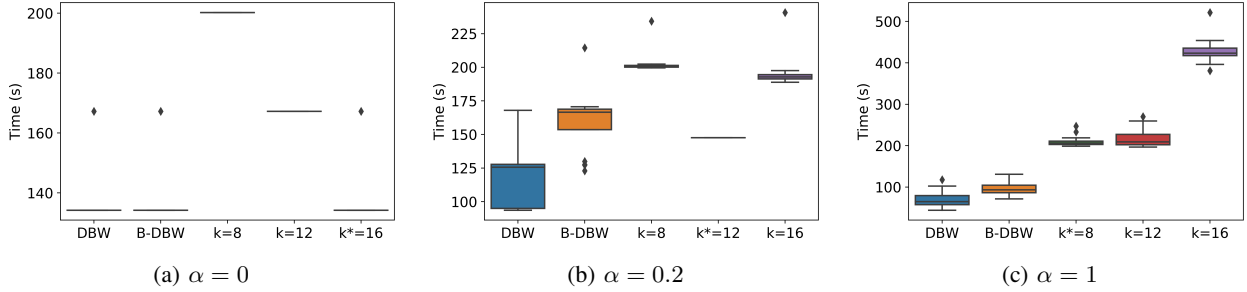 200
180
160
140
Time (s)
DBW B-DBW k=8 k=12 k*=16
(a) α = 0
225
200
175
150
125
100
Time (s)
DBW B-DBW k=8 k*=12 k=16
(b) α = 0.2
500
400
300
200
100
Time (s)
DBW B-DBW k*=8 k=12 k=16
(c) α = 1